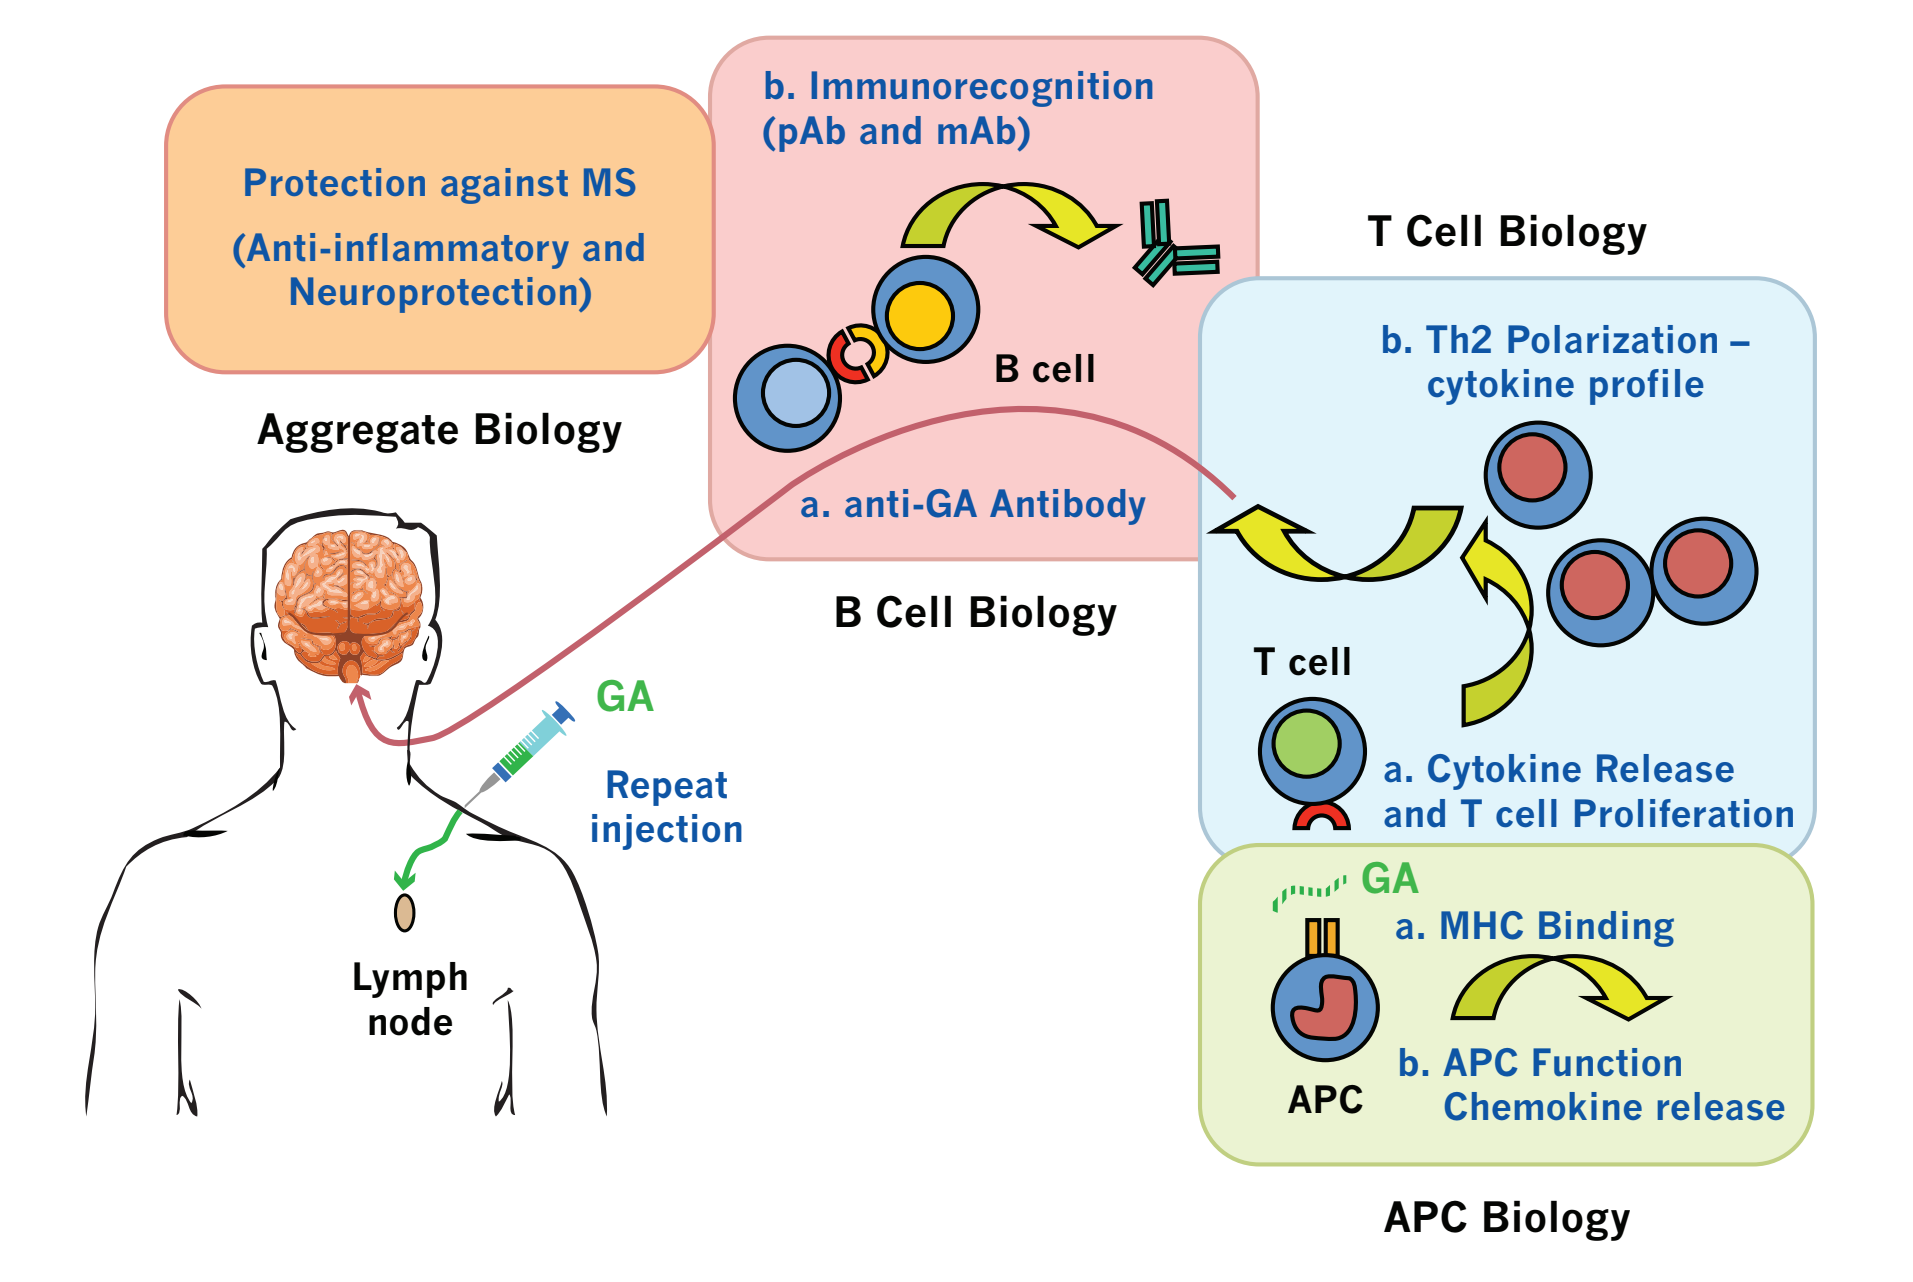 Protection against MS
(Anti-inflammatory and
Neuroprotection)
Aggregate Biology
b. Immunorecognition
(pAb and mAb)
B cell
a. anti-GA Antibody
B Cell Biology
T Cell Biology
b. Th2 Polarization –
cytokine profile
T cell
a. Cytokine Release
and T cell Proliferation
GA
a. MHC Binding
b. APC Function
Chemokine release
APC
APC Biology
GA
Repeat
injection
Lymph
node